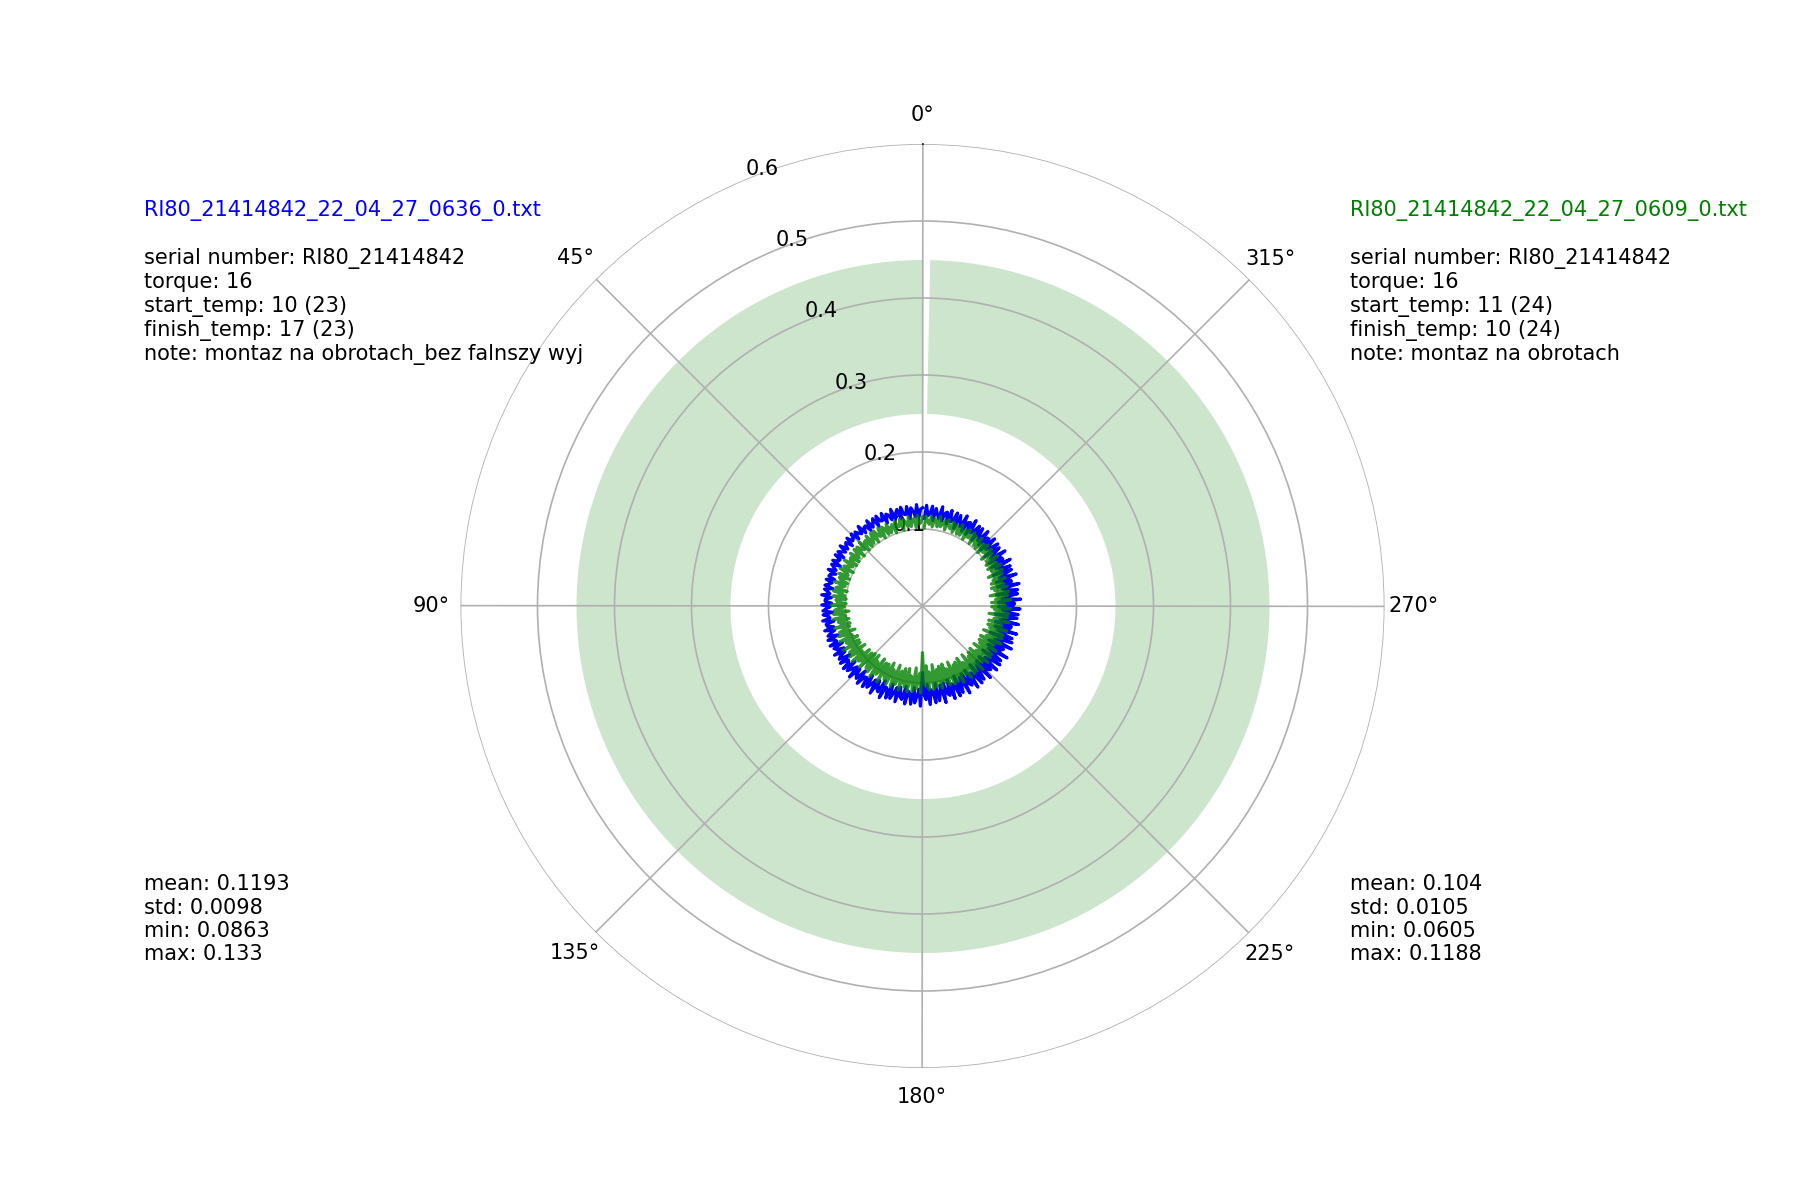 0°
0.6
RI80_21414842_22_04_27_0636_0.txt
RI80_21414842_22_04_27_0609_0.txt
0.5
serial number: RI80_21414842
45°
315°
serial number: RI80_21414842
torque: 16
torque: 16
start_temp: 10 (23)
0.4
start_temp: 11 (24)
finish_temp: 17 (23)
finish_temp: 10 (24)
note: montaz na obrotach_bez falnszy wyj
note: montaz na obrotach
0.3
0.2
0.1
90°
270°
mean: 0.1193
mean: 0.104
std: 0.0098
std: 0.0105
min: 0.0863
min: 0.0605
max: 0.133
135°
225°
max: 0.1188
180°